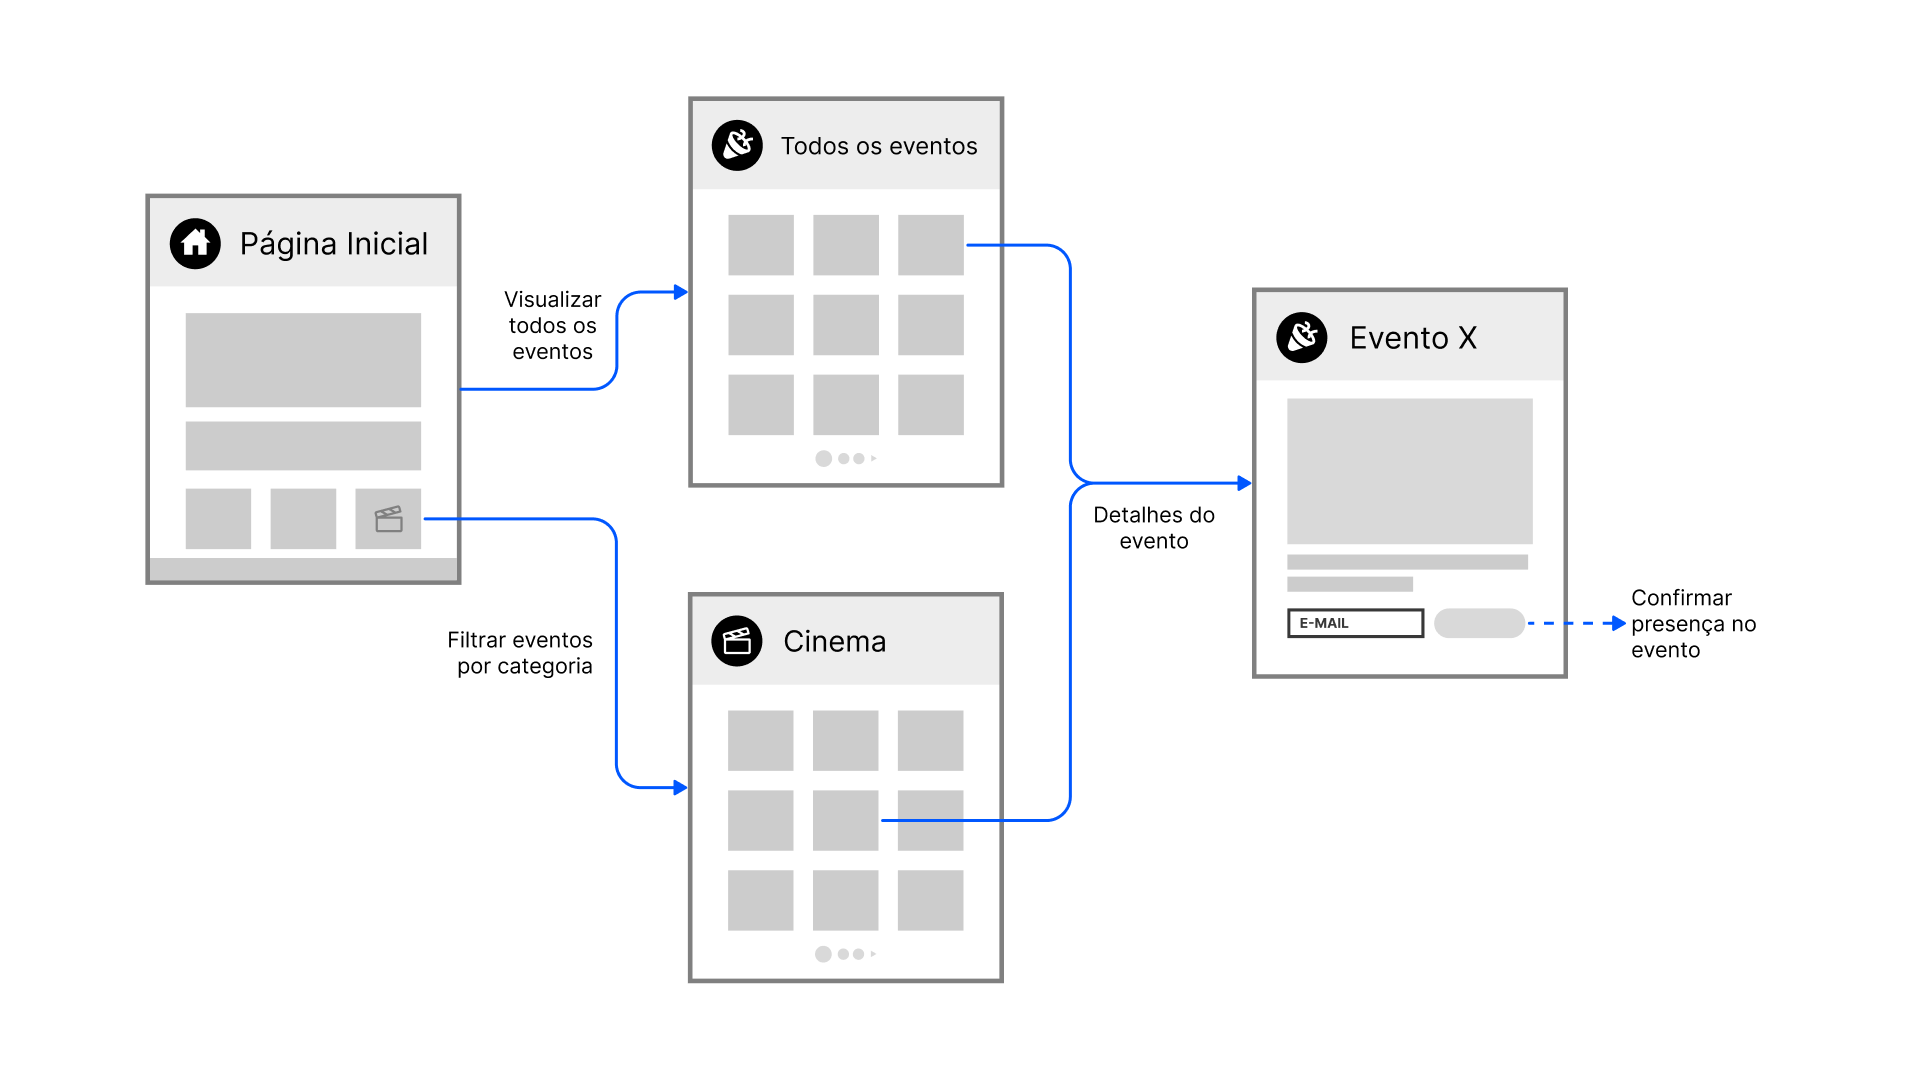 Página Inicial
Visualizar
todos os
eventos
Filtrar eventos
por categoria
Todos os eventos
Cinema
Detalhes do
evento
Evento X
E-MAIL
Confirmar
presença no
evento